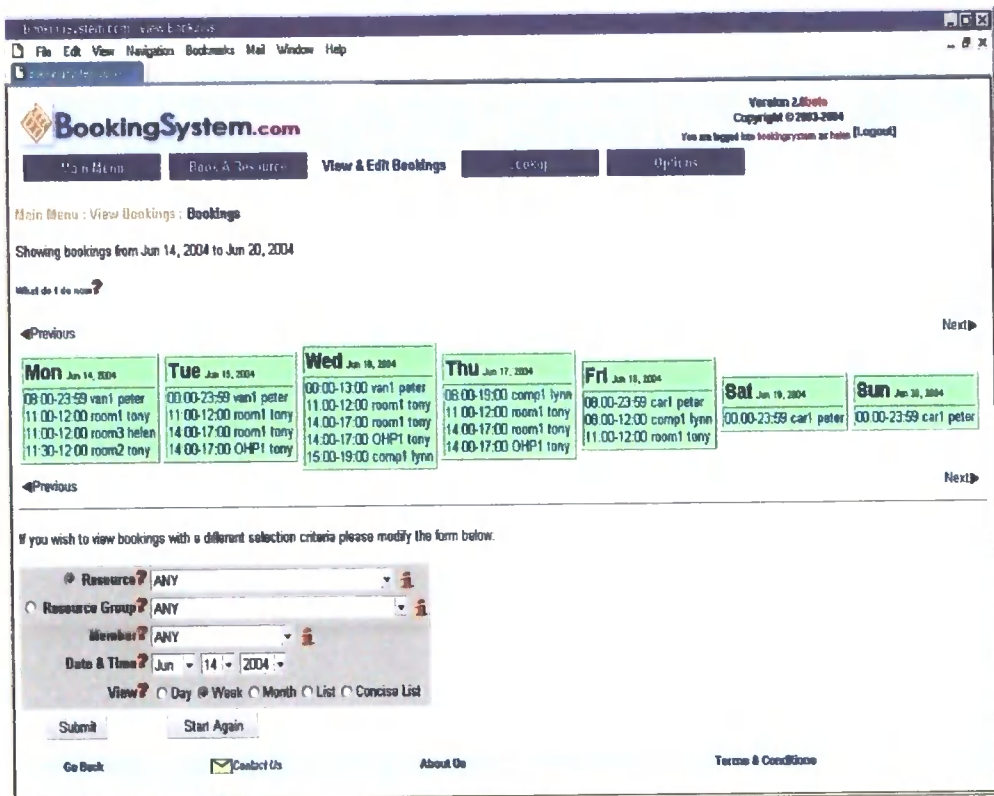 File Edit View Navigation Bookmarks Mail Window Help
BookingSystem.com
Version 2.0beta
Copyright © 2003-2004
You are logged into bookingsystem as helen [Logout]
Main Menu Book A Resource View & Edit Bookings Lookup Options
Main Menu : View Bookings : Bookings
Showing bookings from Jun 14, 2004 to Jun 20, 2004
What do I do now?
Previous Next
Mon Jun 14, 2004
08:00-23:59 van1 peter
11:00-12:00 room1 tony
11:00-12:00 room3 helen
11:30-12:00 room2 tony
Tue Jun 15, 2004
00:00-23:59 van1 peter
11:00-12:00 room1 tony
14:00-17:00 room1 tony
14:00-17:00 OHP1 tony
Wed Jun 16, 2004
00:00-13:00 van1 peter
11:00-12:00 room1 tony
14:00-17:00 room1 tony
14:00-17:00 OHP1 tony
15:00-19:00 comp1 lynn
Thu Jun 17, 2004
08:00-19:00 comp1 lynn
11:00-12:00 room1 tony
14:00-17:00 room1 tony
14:00-17:00 OHP1 tony
Fri Jun 18, 2004
08:00-23:59 car1 peter
08:00-12:00 comp1 lynn
11:00-12:00 room1 tony
Sat Jun 19, 2004
00:00-23:59 car1 peter
Sun Jun 20, 2004
00:00-23:59 car1 peter
Previous Next
If you wish to view bookings with a different selection criteria please modify the form below.
Resource? ANY i
Resource Group? ANY i
Member? ANY i
Date & Time? Jun 14 2004
View? Day Week Month List Concise List
Submit Start Again
Go Back Contact Us About Us Terms & Conditions